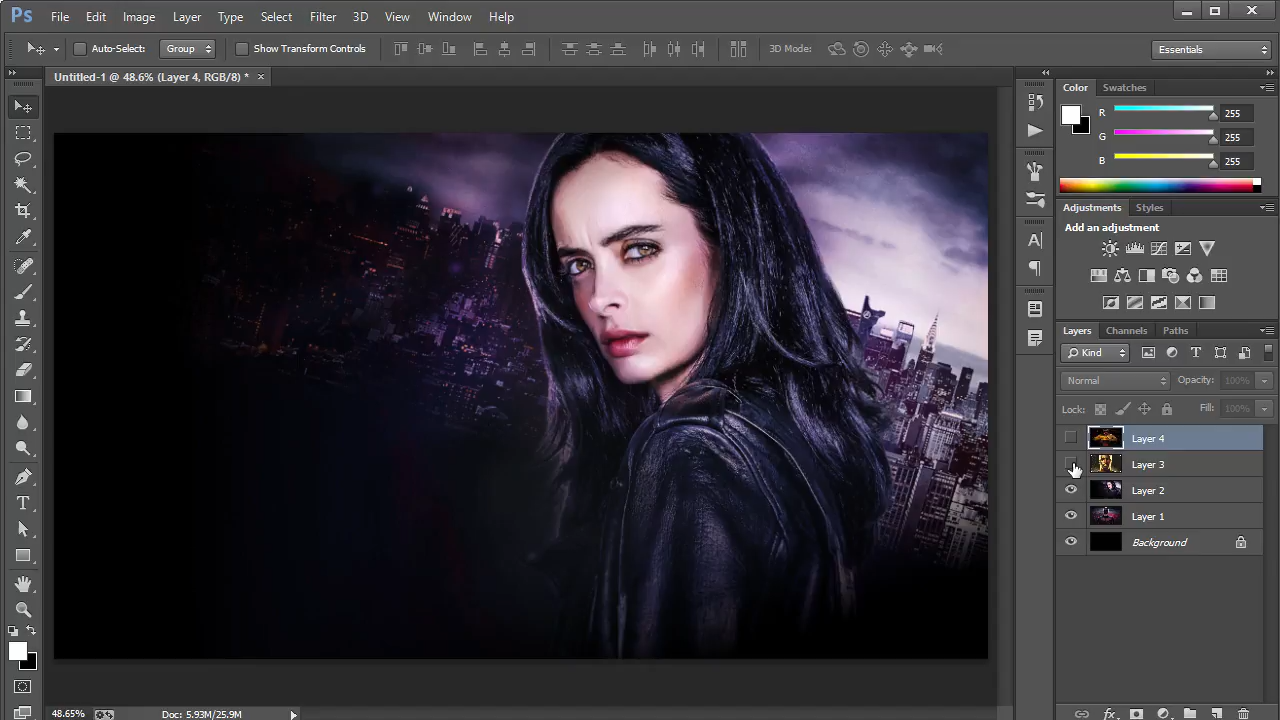 Ps File Edit Image Layer Type Select Filter 3D View Window Help
Auto-Select: Group Show Transform Controls 3D Mode: Essentials
Untitled-1 @ 48.6% (Layer 4, RGB/8) * ×
Color Swatches
R 255
G 255
B 255
Adjustments Styles
Add an adjustment
Layers Channels Paths
Kind
Normal Opacity: 100%
Lock: Fill: 100%
Layer 4
Layer 3
Layer 2
Layer 1
Background
48.65% Doc: 5.93M/25.9M